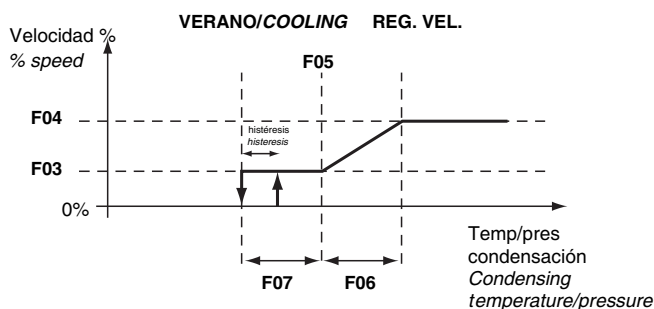 VERANO/COOLING REG. VEL.
Velocidad %
% speed
F05
F04
histéresis
histeresis
F03
0%
Temp/pres
condensación
Condensing
temperature/pressure
F07 F06